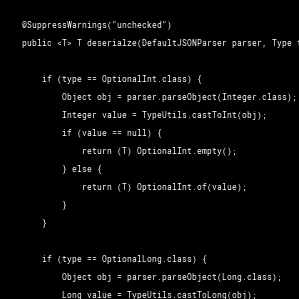 @SuppressWarnings("unchecked")
public <T> T deserialze(DefaultJSONParser parser, Type
if (type == OptionalInt.class) {
Object obj = parser.parseObject(Integer.class);
Integer value = TypeUtils.castToInt(obj);
if (value == null) {
return (T) OptionalInt.empty();
} else {
return (T) OptionalInt.of(value);
}
}
if (type == OptionalLong.class) {
Object obj = parser.parseObject(Long.class);
Long value = TypeUtils.castToLong(obj);